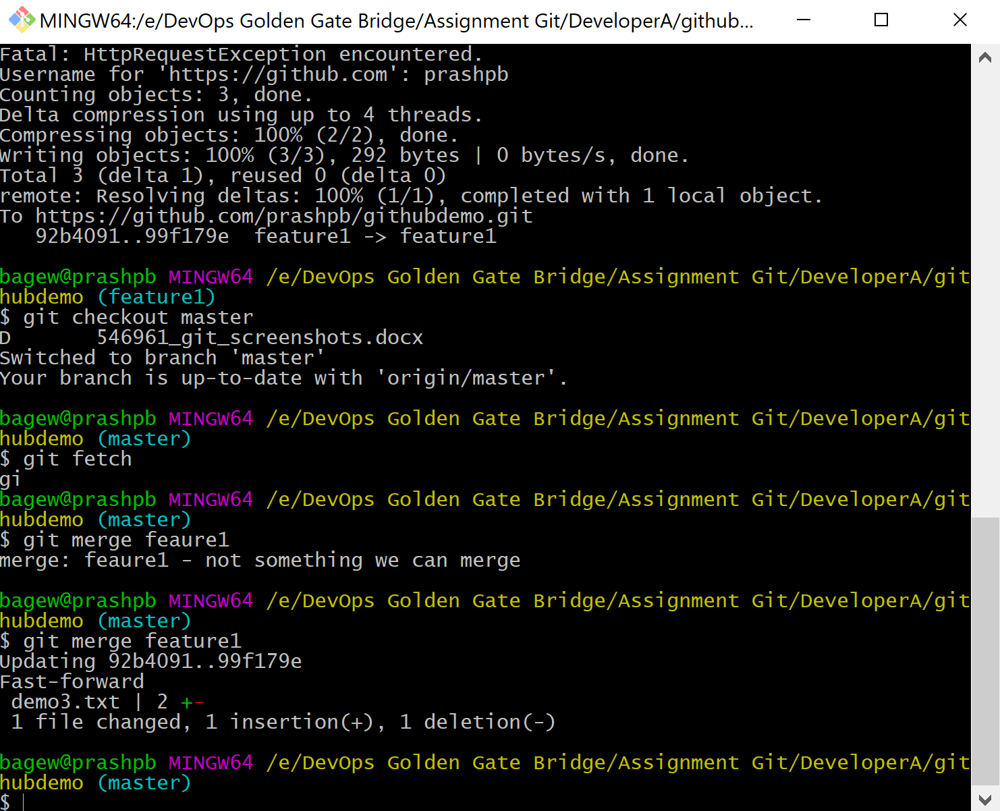 MINGW64:/e/DevOps Golden Gate Bridge/Assignment Git/DeveloperA/github...
Fatal: HttpRequestException encountered.
Username for 'https://github.com': prashpb
Counting objects: 3, done.
Delta compression using up to 4 threads.
Compressing objects: 100% (2/2), done.
Writing objects: 100% (3/3), 292 bytes | 0 bytes/s, done.
Total 3 (delta 1), reused 0 (delta 0)
remote: Resolving deltas: 100% (1/1), completed with 1 local object.
To https://github.com/prashpb/githubdemo.git
   92b4091..99f179e  feature1 -> feature1
bagew@prashpb MINGW64 /e/DevOps Golden Gate Bridge/Assignment Git/DeveloperA/git
hubdemo (feature1)
$ git checkout master
D       546961_git_screenshots.docx
Switched to branch 'master'
Your branch is up-to-date with 'origin/master'.
bagew@prashpb MINGW64 /e/DevOps Golden Gate Bridge/Assignment Git/DeveloperA/git
hubdemo (master)
$ git fetch
gi
bagew@prashpb MINGW64 /e/DevOps Golden Gate Bridge/Assignment Git/DeveloperA/git
hubdemo (master)
$ git merge feaure1
merge: feaure1 - not something we can merge
bagew@prashpb MINGW64 /e/DevOps Golden Gate Bridge/Assignment Git/DeveloperA/git
hubdemo (master)
$ git merge feature1
Updating 92b4091..99f179e
Fast-forward
 demo3.txt | 2 +-
 1 file changed, 1 insertion(+), 1 deletion(-)
bagew@prashpb MINGW64 /e/DevOps Golden Gate Bridge/Assignment Git/DeveloperA/git
hubdemo (master)
$